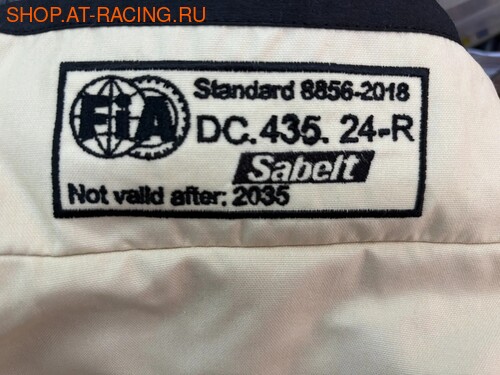 SHOP.AT-RACING.RU
FiA
Standard 8856-2018
DC. 435. 24-R
Sabelt
Not valid after: 2035